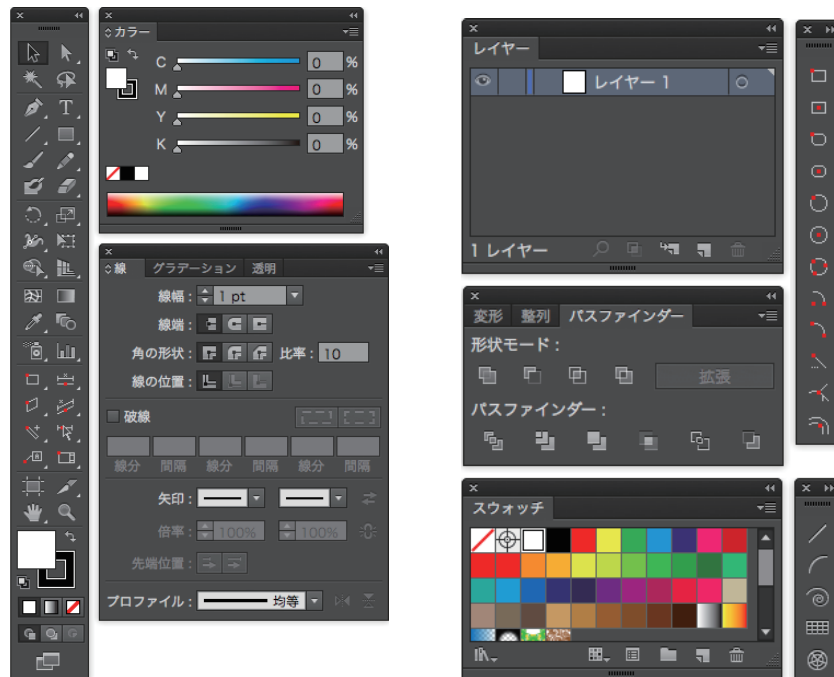 カラー
C 0 %
M 0 %
Y 0 %
K 0 %
線 グラデーション 透明
線幅 : 1 pt
線端 :
角の形状 : 比率 : 10
線の位置 :
破線
線分 間隔 線分 間隔 線分 間隔
矢印 :
倍率 : 100% 100%
先端位置 :
プロファイル : 均等
レイヤー
レイヤー 1
1 レイヤー
変形 整列 パスファインダー
形状モード :
拡張
パスファインダー :
スウォッチ